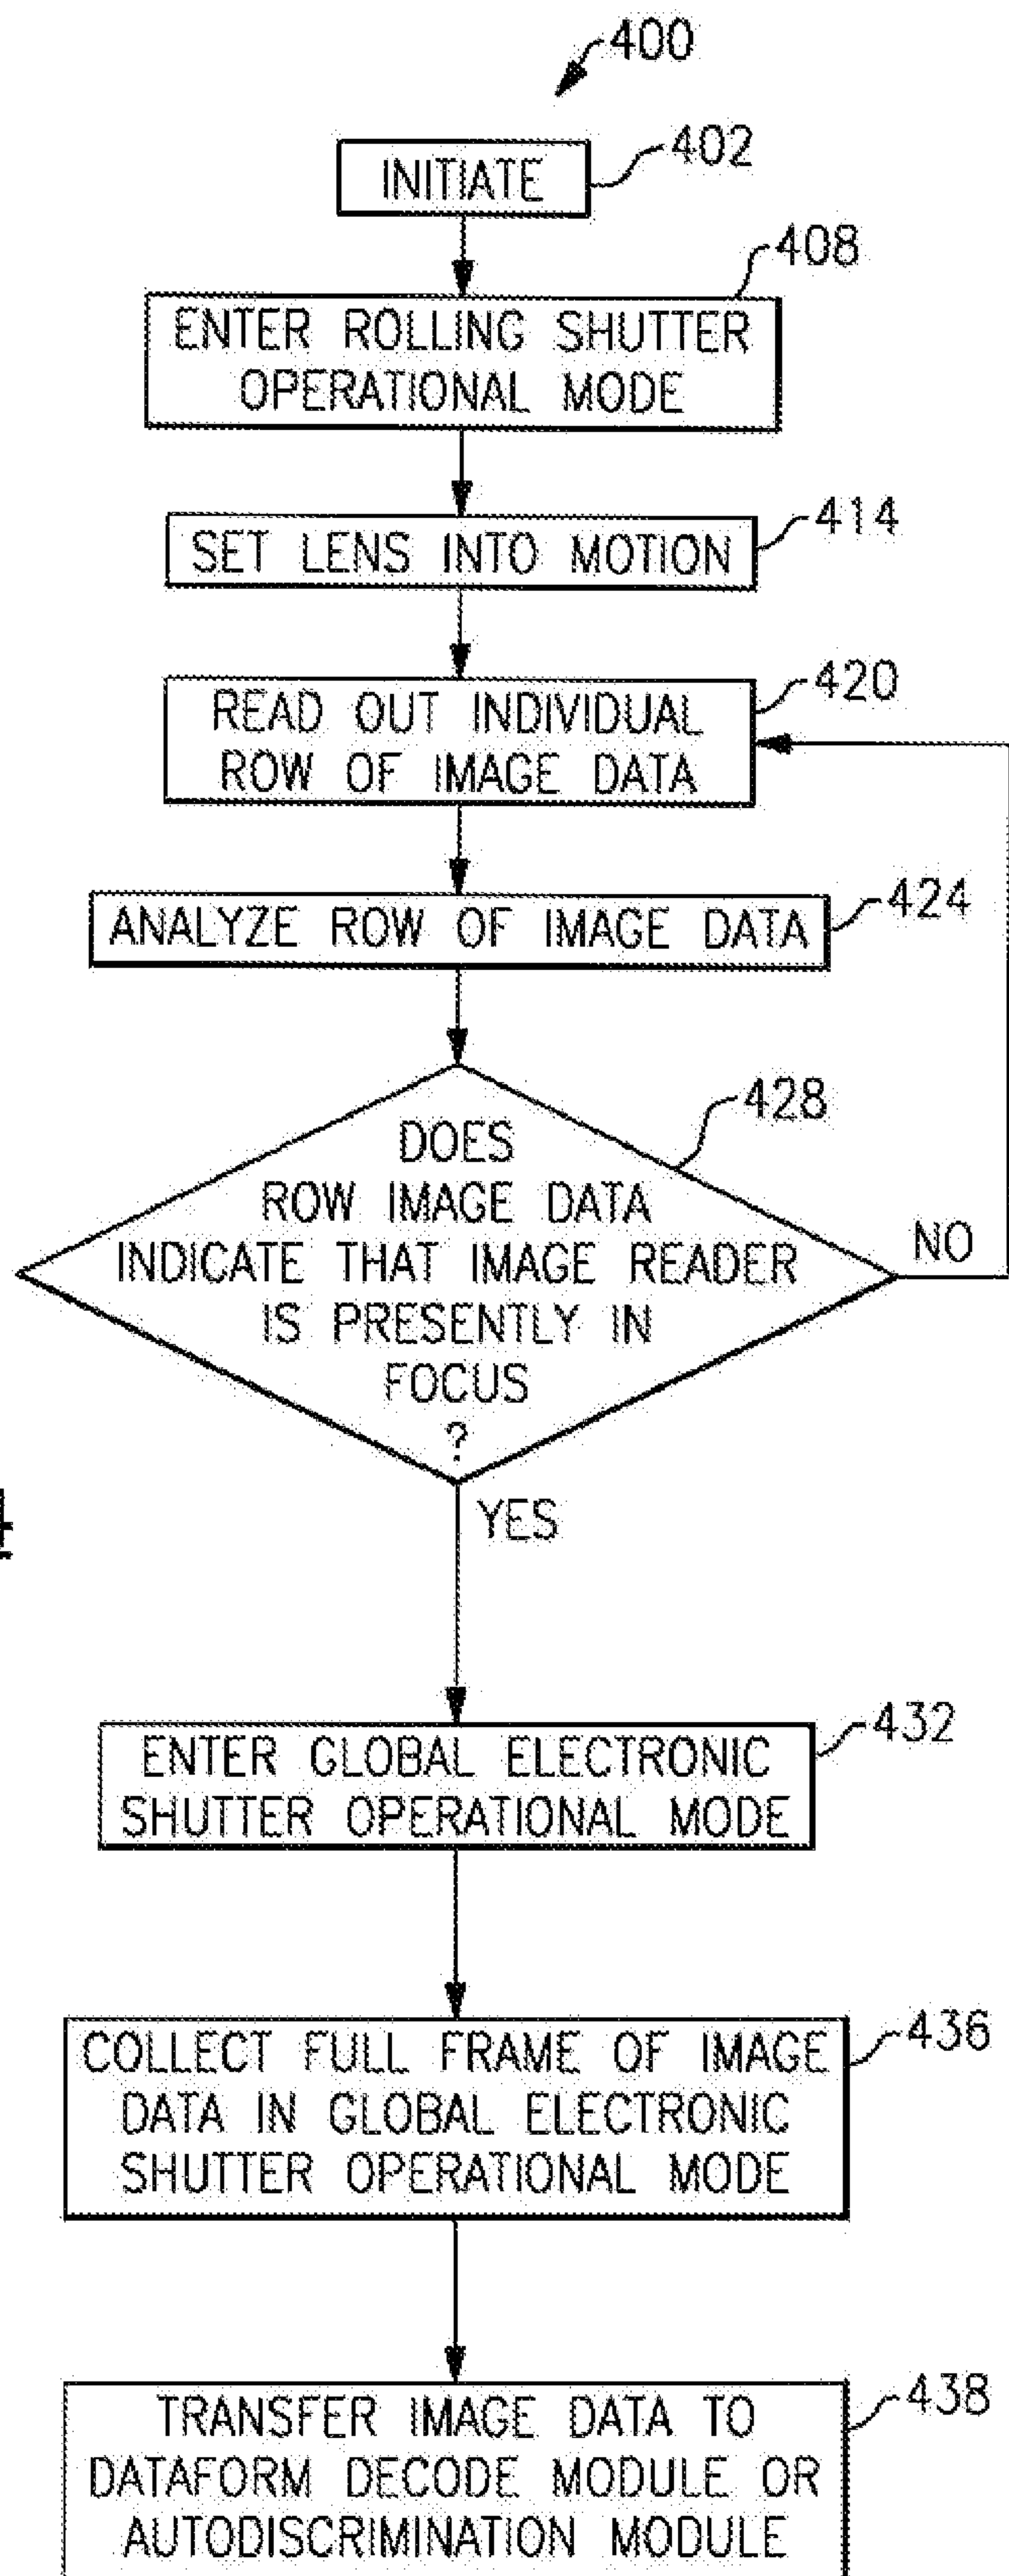 400
INITIATE
402
408
ENTER ROLLING SHUTTER
OPERATIONAL MODE
414
SET LENS INTO MOTION
420
READ OUT INDIVIDUAL
ROW OF IMAGE DATA
424
ANALYZE ROW OF IMAGE DATA
428
DOES
ROW IMAGE DATA
INDICATE THAT IMAGE READER
IS PRESENTLY IN
FOCUS
?
NO
YES
432
ENTER GLOBAL ELECTRONIC
SHUTTER OPERATIONAL MODE
436
COLLECT FULL FRAME OF IMAGE
DATA IN GLOBAL ELECTRONIC
SHUTTER OPERATIONAL MODE
438
TRANSFER IMAGE DATA TO
DATAFORM DECODE MODULE OR
AUTODISCRIMINATION MODULE